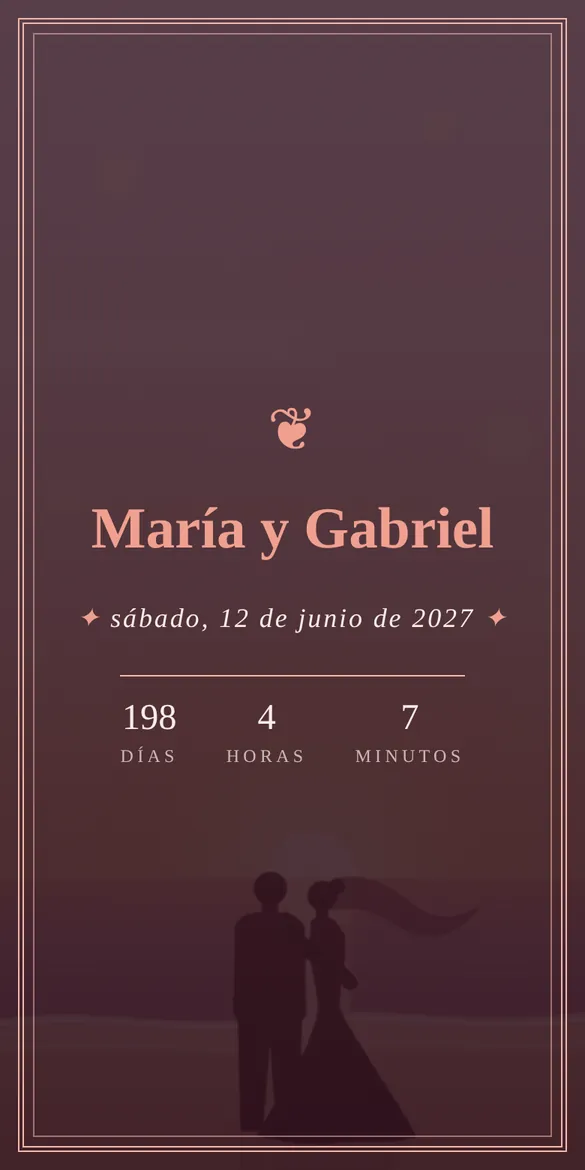 ❦
María y Gabriel
✦ sábado, 12 de junio de 2027 ✦
198 4 7
DÍAS HORAS MINUTOS